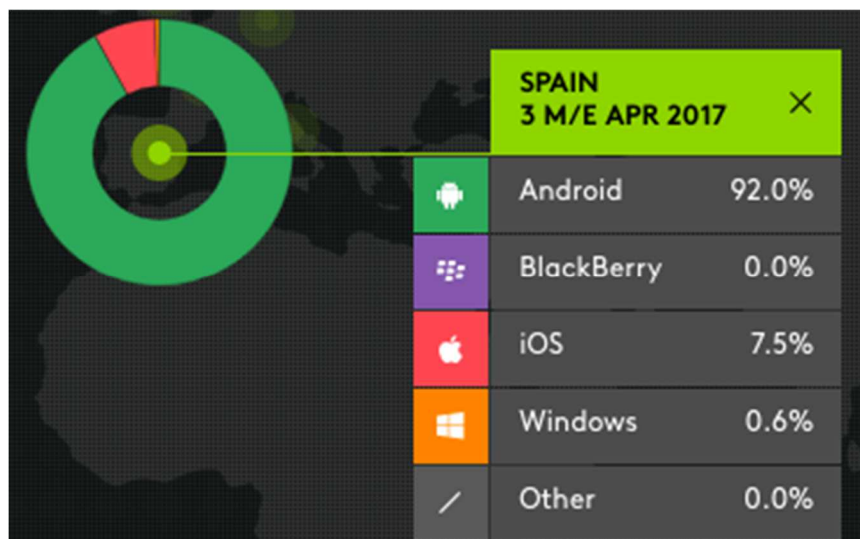 SPAIN
3 M/E APR 2017
Android 92.0%
BlackBerry 0.0%
iOS 7.5%
Windows 0.6%
Other 0.0%